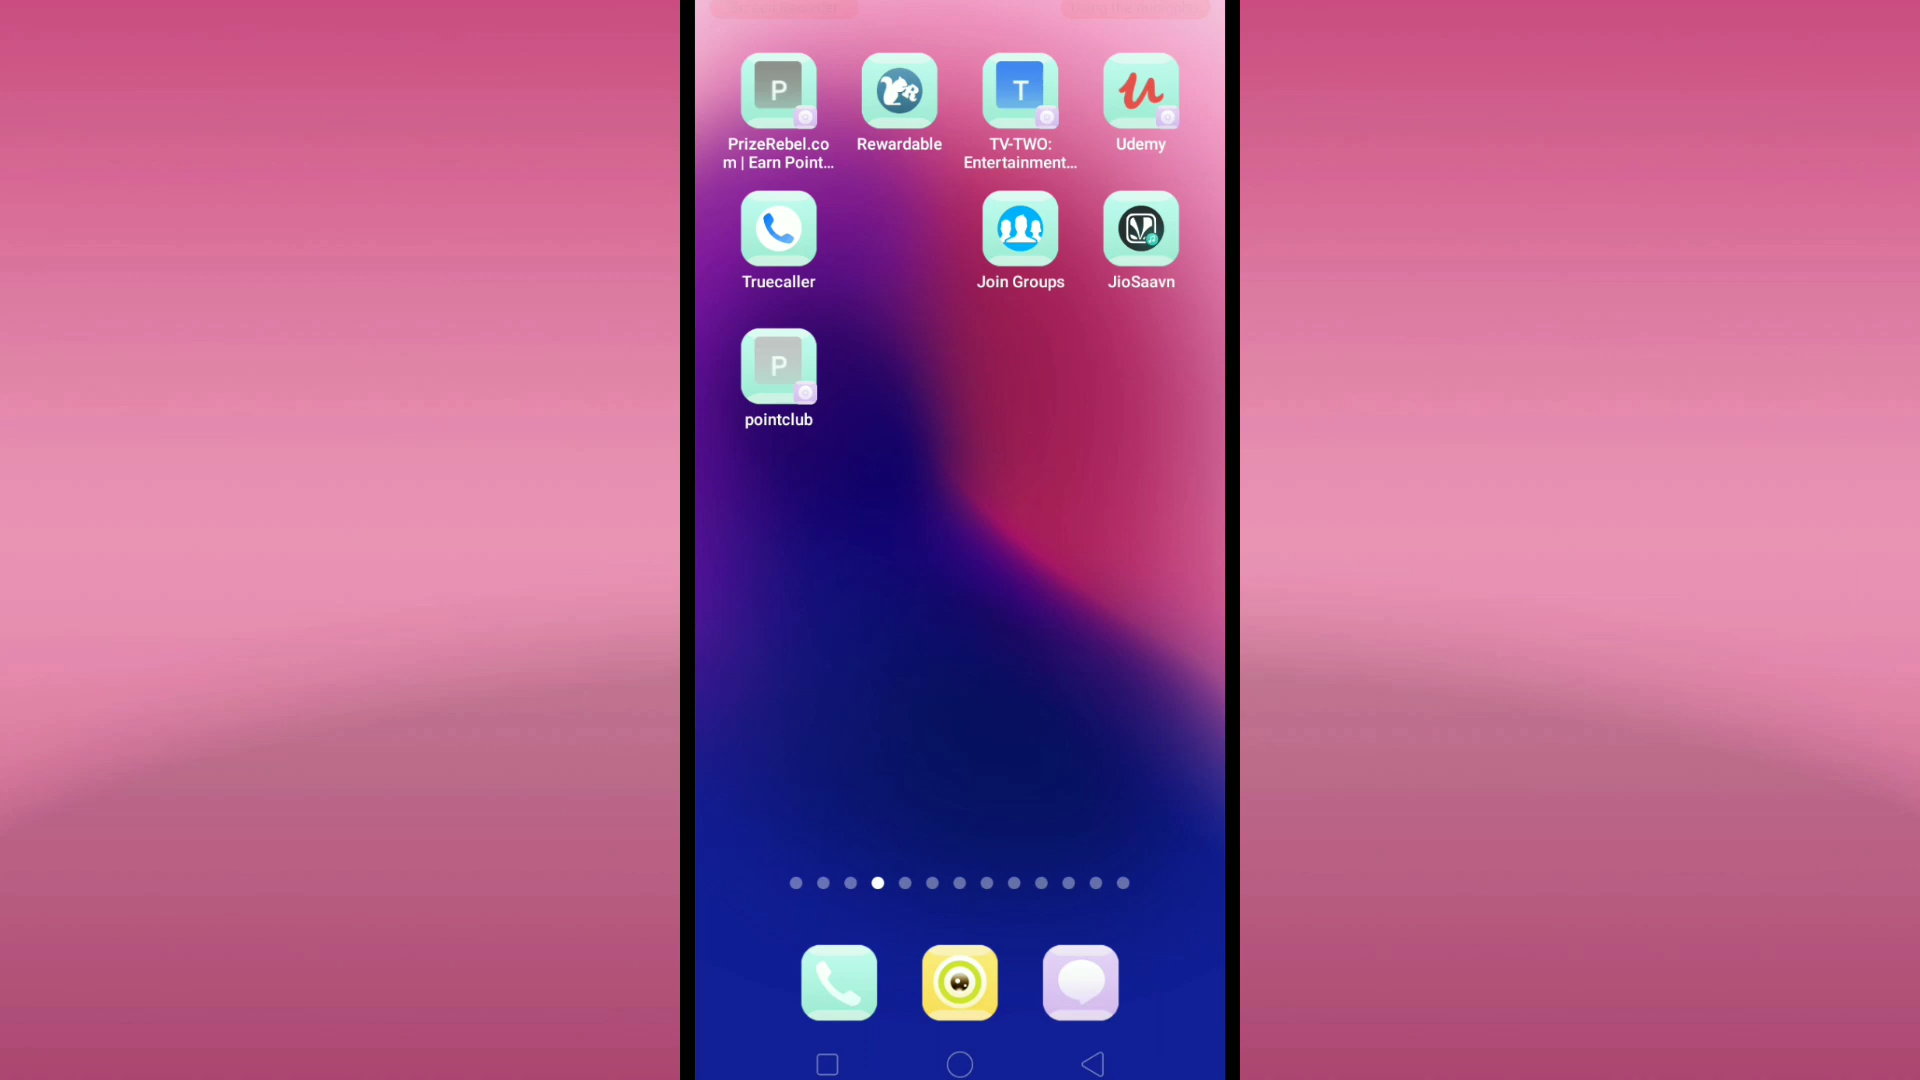 P
T
PrizeRebel.co
m | Earn Point...
Rewardable
TV-TWO:
Entertainment...
Udemy
Truecaller
Join Groups
JioSaavn
P
pointclub